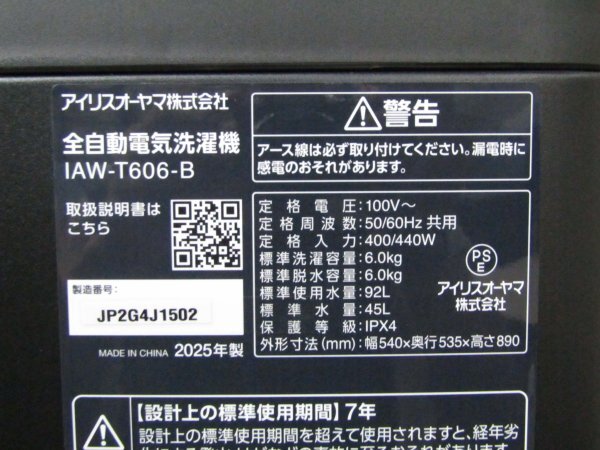 アイリスオーヤマ株式会社
全自動電気洗濯機
IAW-T606-B
取扱説明書は
こちら
製造番号:
JP2G4J1502
MADE IN CHINA 2025年製
警告
アース線は必ず取り付けてください。漏電時に
感電のおそれがあります。
定格電圧:100V～
定格周波数:50/60Hz 共用
定格入力:400/440W
標準洗濯容量:6.0kg
標準脱水容量:6.0kg
標準使用水量:92L
標準水量:45L
保護等級:IPX4
外形寸法(mm):幅540×奥行535×高さ890
PS
E
アイリスオーヤマ
株式会社
【設計上の標準使用期間】7年
設計上の標準使用期間を超えて使用されますと、経年劣